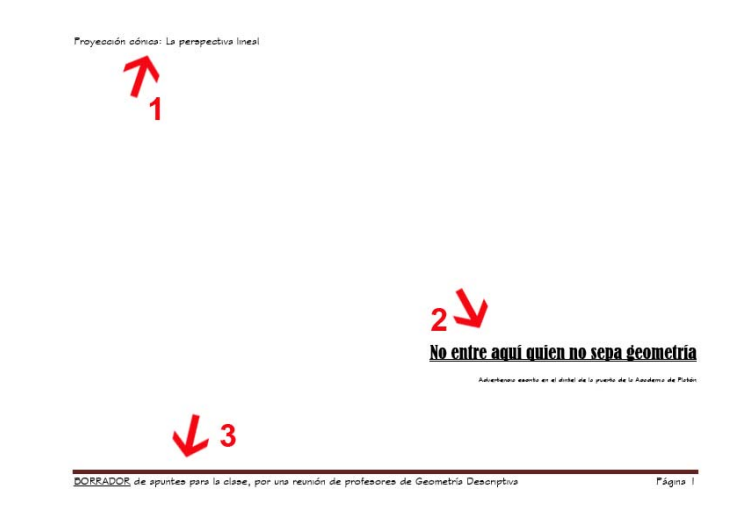 Proyección cónica: La perspectiva lineal
1
2
No entre aquí quien no sepa geometría
Advertencia escrita en el dintel de la puerta de la Academia de Platón
3
BORRADOR de apuntes para la clase, por una reunión de profesores de Geometría Descriptiva Página 1